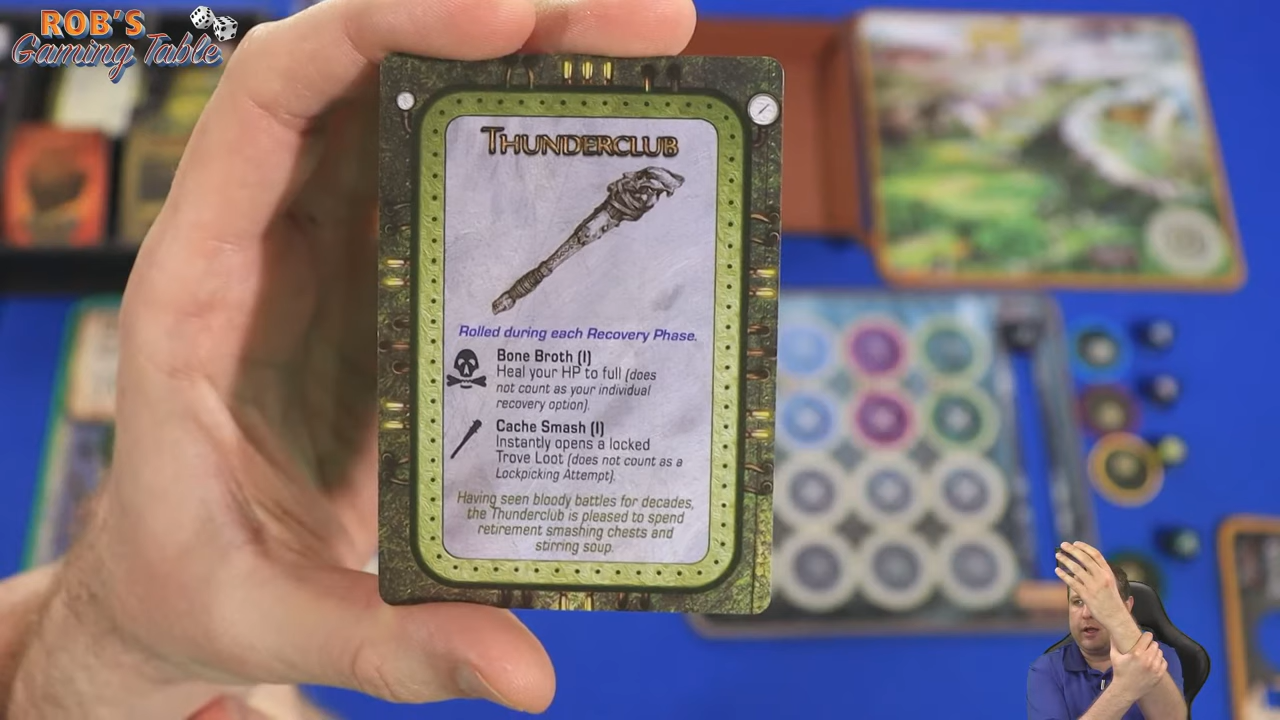 ROB'S
Gaming Table
THUNDERCLUB
Rolled during each Recovery Phase.
Bone Broth (1)
Heal your HP to full (does
not count as your individual
recovery option).
Cache Smash (1)
Instantly opens a locked
Trove Loot (does not count as a
Lockpicking Attempt).
Having seen bloody battles for decades,
the Thunderclub is pleased to spend
retirement smashing chests and
stirring soup.